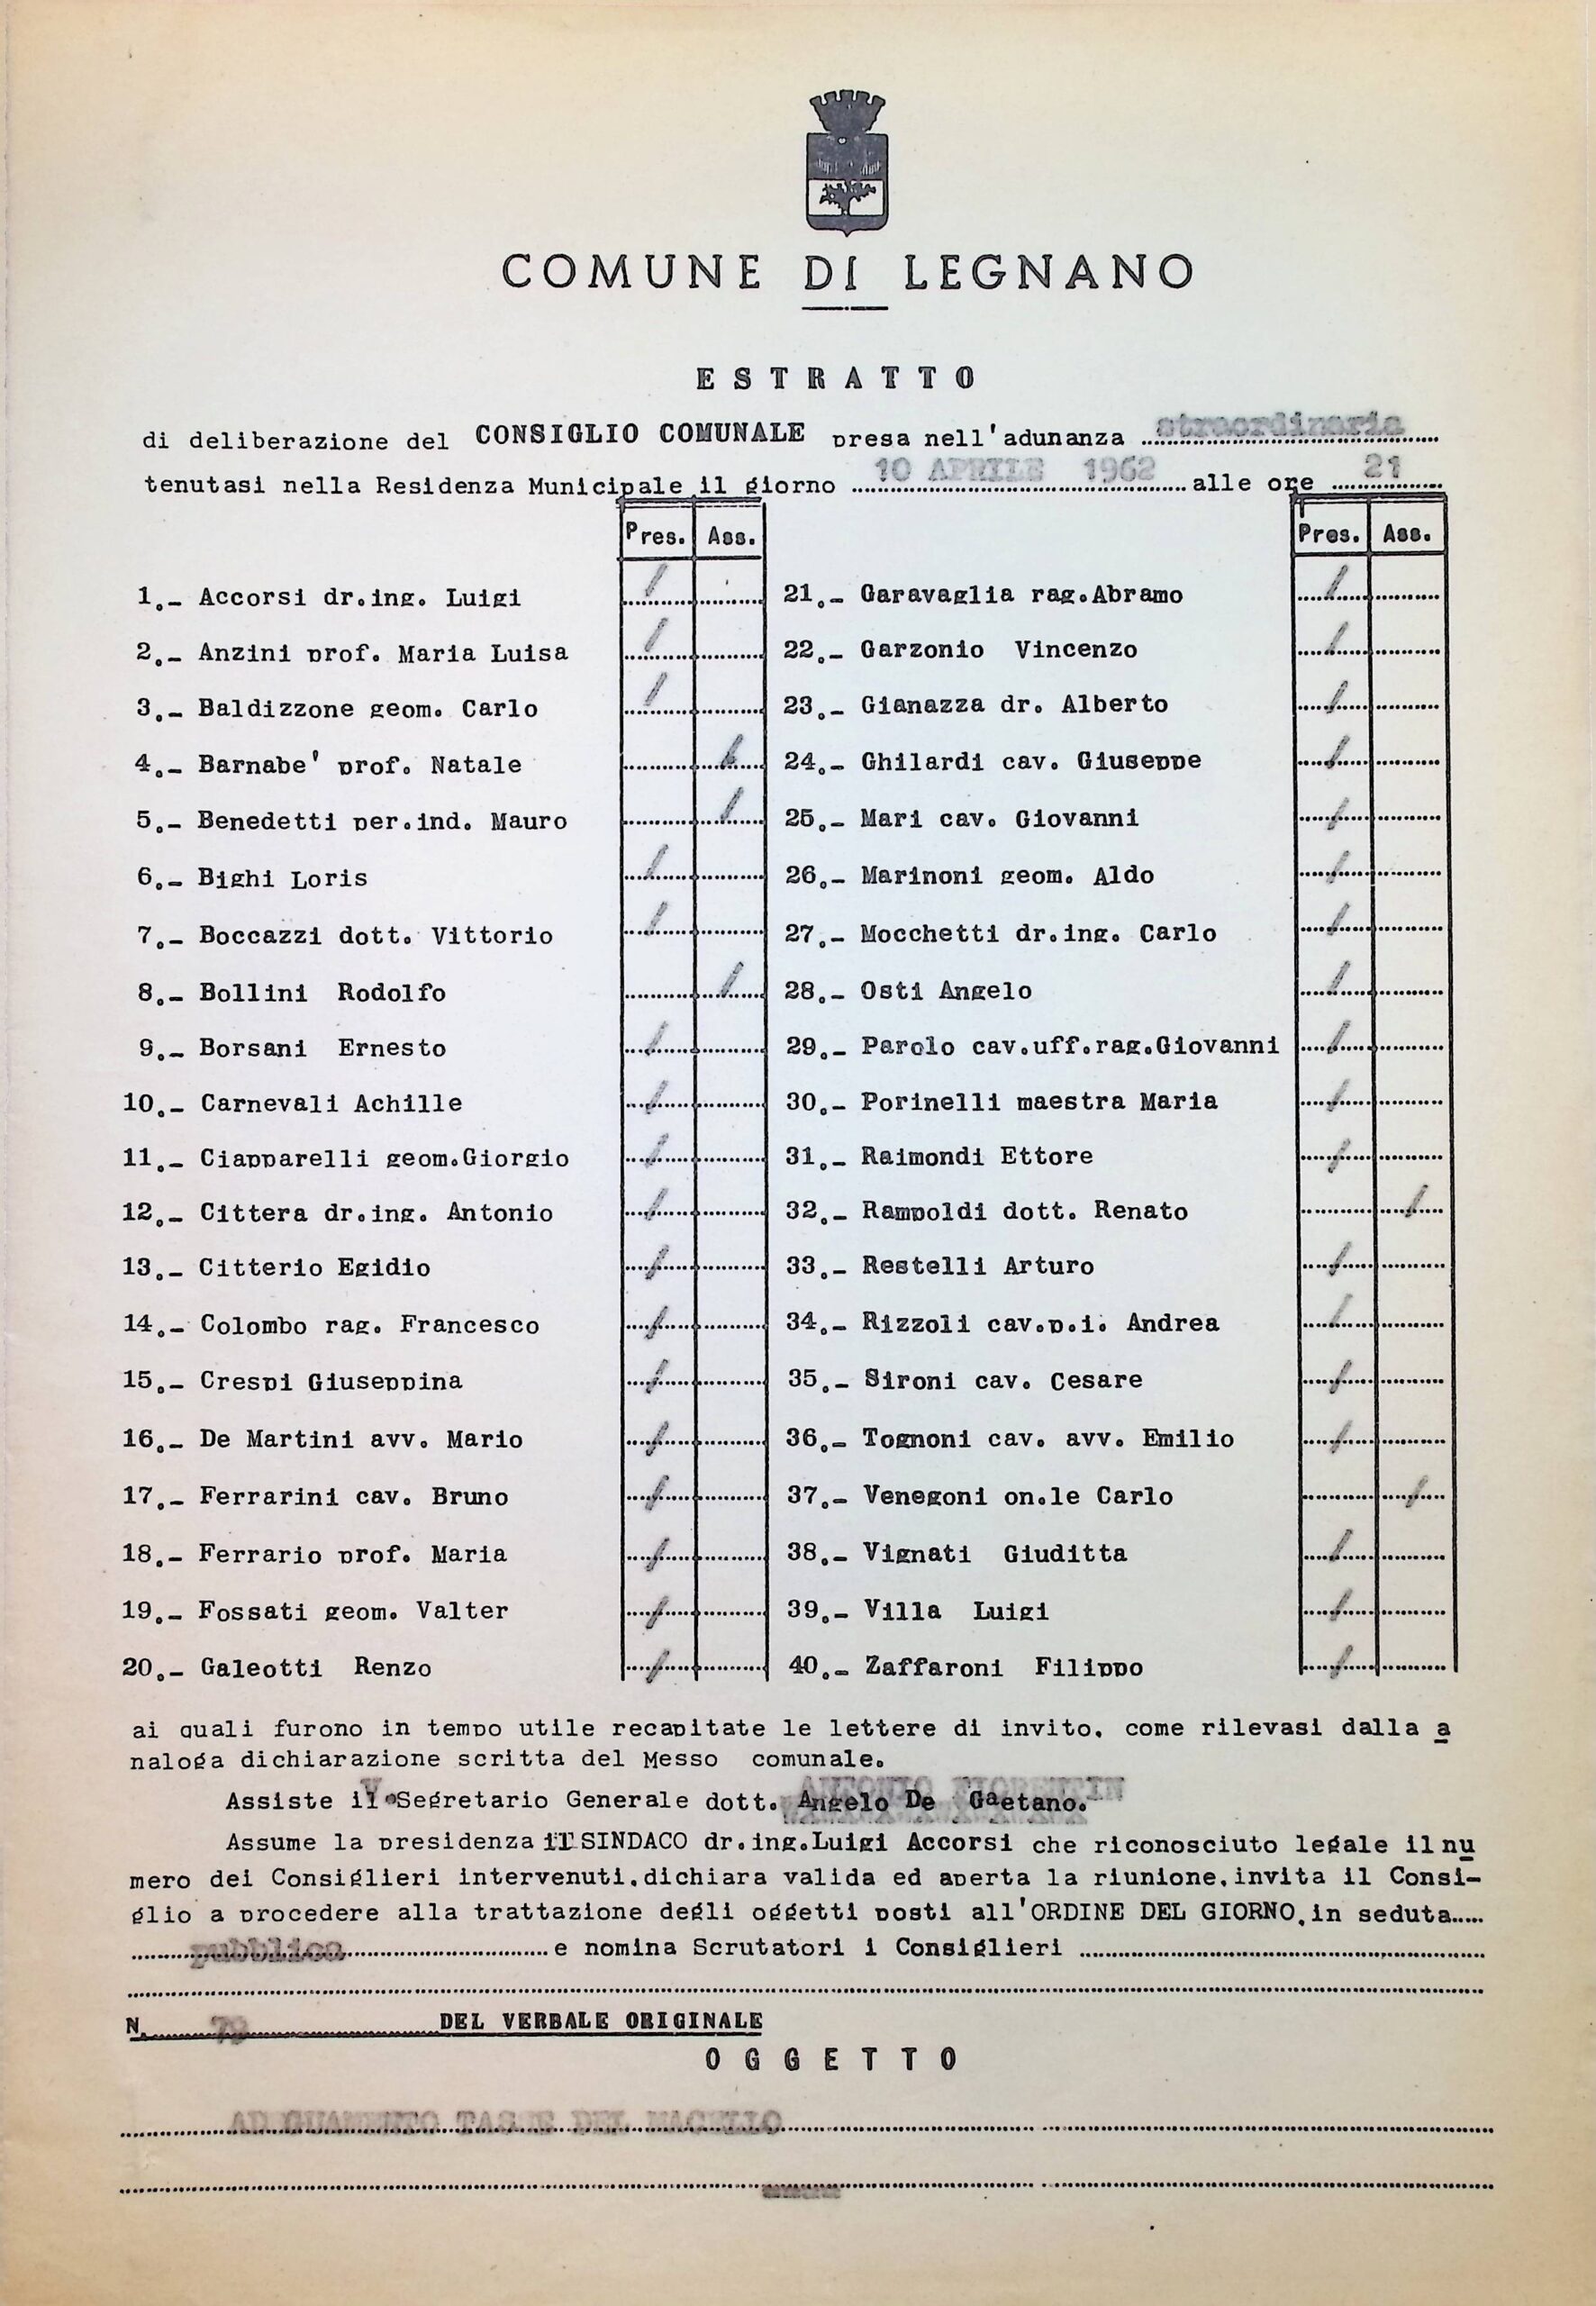 COMUNE DI LEGNANO
ESTRATTO
di deliberazione del CONSIGLIO COMUNALE presa nell'adunanza straordinaria
tenutasi nella Residenza Municipale il giorno 10 APRILE 1962 alle ore 21
Pres. Ass. Pres. Ass.
1.- Accorsi dr.ing. Luigi / 21.- Garavaglia rag.Abramo /
2.- Anzini prof. Maria Luisa / 22.- Garzonio Vincenzo /
3.- Baldizzone geom. Carlo / 23.- Gianazza dr. Alberto /
4.- Barnabe' prof. Natale / 24.- Ghilardi cav. Giuseppe /
5.- Benedetti per.ind. Mauro / 25.- Mari cav. Giovanni /
6.- Bighi Loris / 26.- Marinoni geom. Aldo /
7.- Boccazzi dott. Vittorio / 27.- Mocchetti dr.ing. Carlo /
8.- Bollini Rodolfo / 28.- Osti Angelo /
9.- Borsani Ernesto / 29.- Parolo cav.uff.rag.Giovanni /
10.- Carnevali Achille / 30.- Porinelli maestra Maria /
11.- Ciapparelli geom.Giorgio / 31.- Raimondi Ettore /
12.- Cittera dr.ing. Antonio / 32.- Rampoldi dott. Renato /
13.- Citterio Egidio / 33.- Restelli Arturo /
14.- Colombo rag. Francesco / 34.- Rizzoli cav.p.i. Andrea /
15.- Crespi Giuseppina / 35.- Sironi cav. Cesare /
16.- De Martini avv. Mario / 36.- Tognoni cav. avv. Emilio /
17.- Ferrarini cav. Bruno / 37.- Venegoni on.le Carlo /
18.- Ferrario prof. Maria / 38.- Vignati Giuditta /
19.- Fossati geom. Valter / 39.- Villa Luigi /
20.- Galeotti Renzo / 40.- Zaffaroni Filippo /
ai quali furono in tempo utile recapitate le lettere di invito, come rilevasi dalla a
naloga dichiarazione scritta del Messo comunale.
ANTONIO FIORENTIN
Assiste il V° Segretario Generale dott. Angelo De Gaetano.
Assume la presidenza il SINDACO dr.ing.Luigi Accorsi che riconosciuto legale il nu
mero dei Consiglieri intervenuti,dichiara valida ed aperta la riunione,invita il Consi-
glio a procedere alla trattazione degli oggetti posti all'ORDINE DEL GIORNO,in seduta
pubblica e nomina Scrutatori i Consiglieri
N. 79 DEL VERBALE ORIGINALE
OGGETTO
ADEGUAMENTO TASSE DEL MACELLO